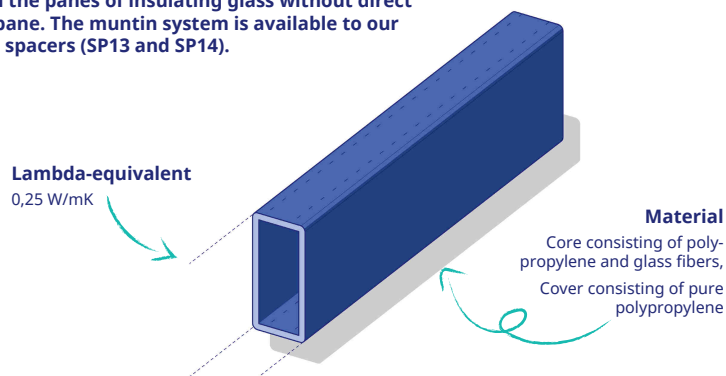 the panes of insulating glass without direct
pane. The muntin system is available to our
spacers (SP13 and SP14).
Lambda-equivalent
0,25 W/mK
Material
Core consisting of poly-
propylene and glass fibers,
Cover consisting of pure
polypropylene